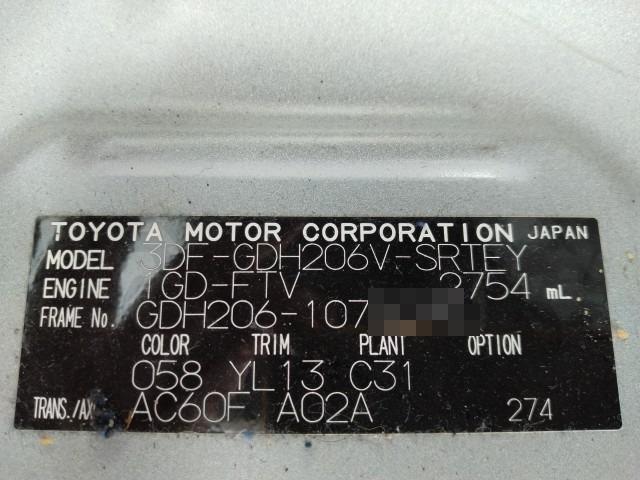 TOYOTA MOTOR CORPORATION JAPAN
MODEL 3DF-GDH206V-SRTEY
ENGINE 1GD-FTV 2754 mL
FRAME No. GDH206-107
COLOR TRIM PLANT OPTION
058 YL13 C31
TRANS./AX AC60F A02A 274